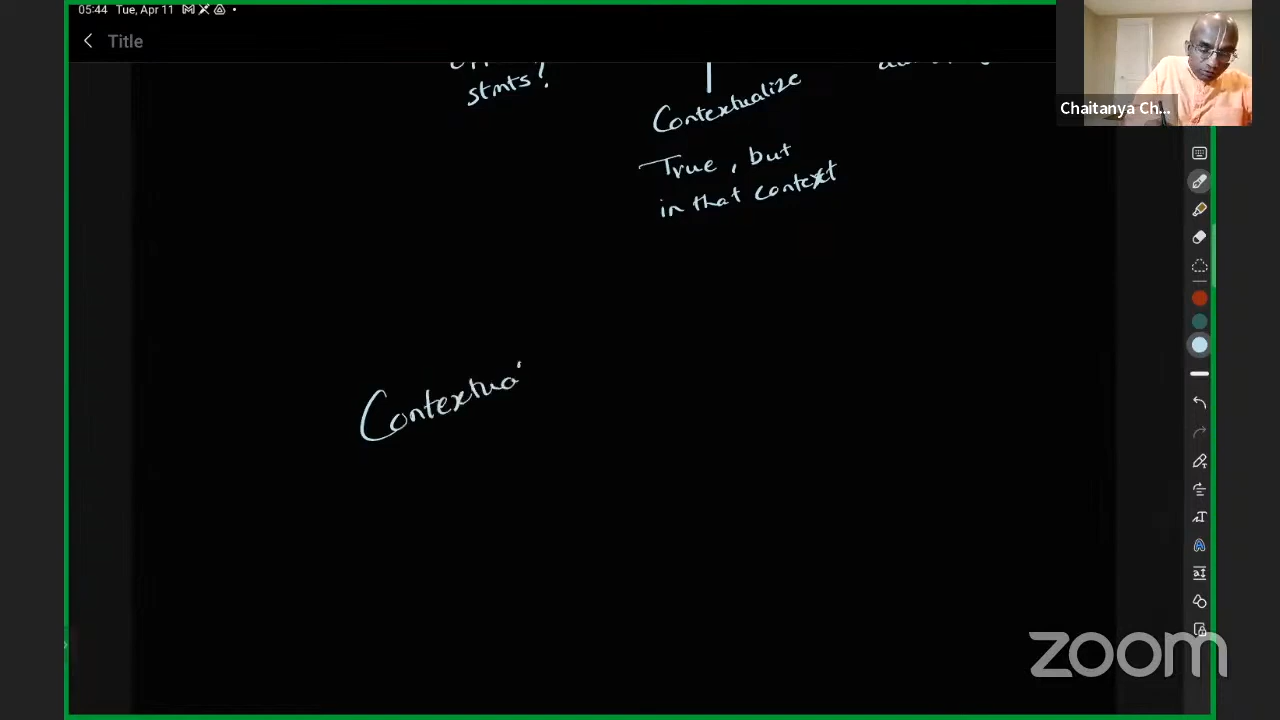 05:44 Tue, Apr 11
Title
Chaitanya Ch...
stmts?
Contextualize
True, but
in that context
Contextua
zoom